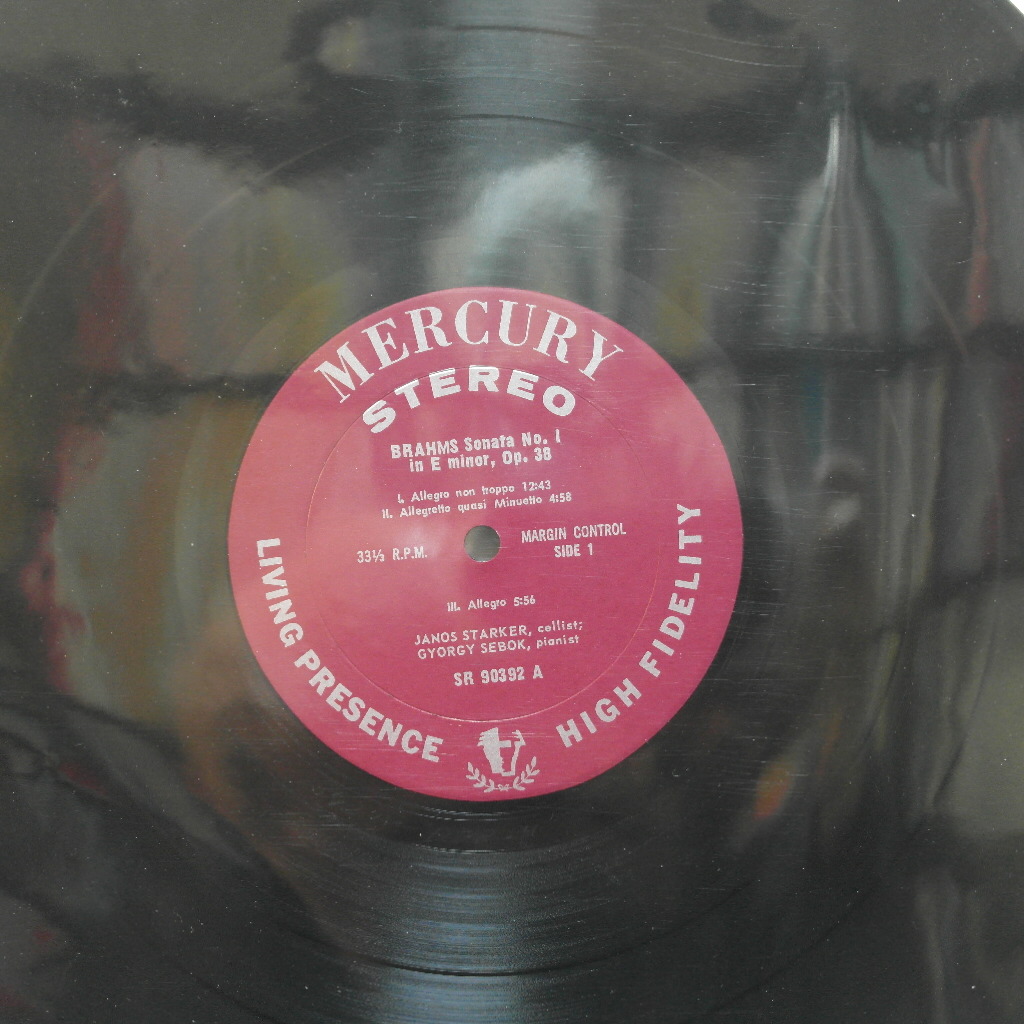 MERCURY
STEREO
BRAHMS Sonata No. 1
in E minor, Op. 38
I. Allegro non troppo 12:43
II. Allegretto quasi Minuetto 4:58
33⅓ R.P.M.
MARGIN CONTROL
SIDE 1
III. Allegro 5:56
JANOS STARKER, cellist;
GYORGY SEBOK, pianist
SR 90392 A
LIVING PRESENCE
HIGH FIDELITY